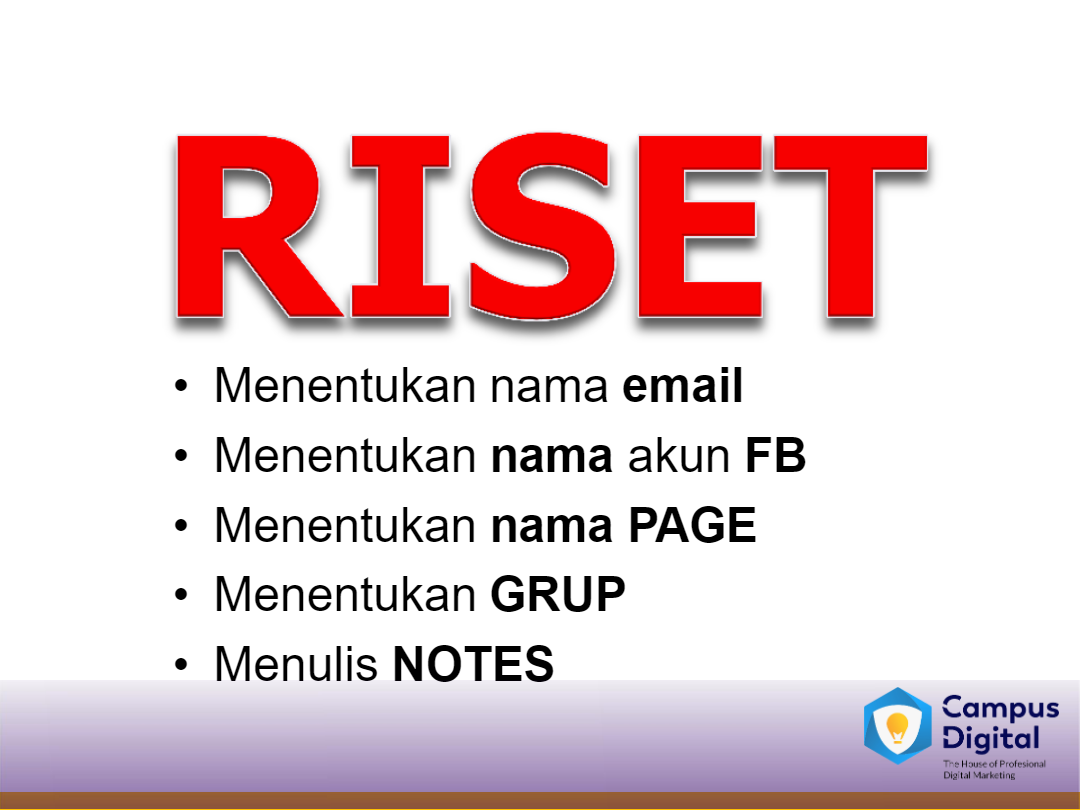 RISET
• Menentukan nama email
• Menentukan nama akun FB
• Menentukan nama PAGE
• Menentukan GRUP
• Menulis NOTES
Campus
Digital
The House of Profesional
Digital Marketing